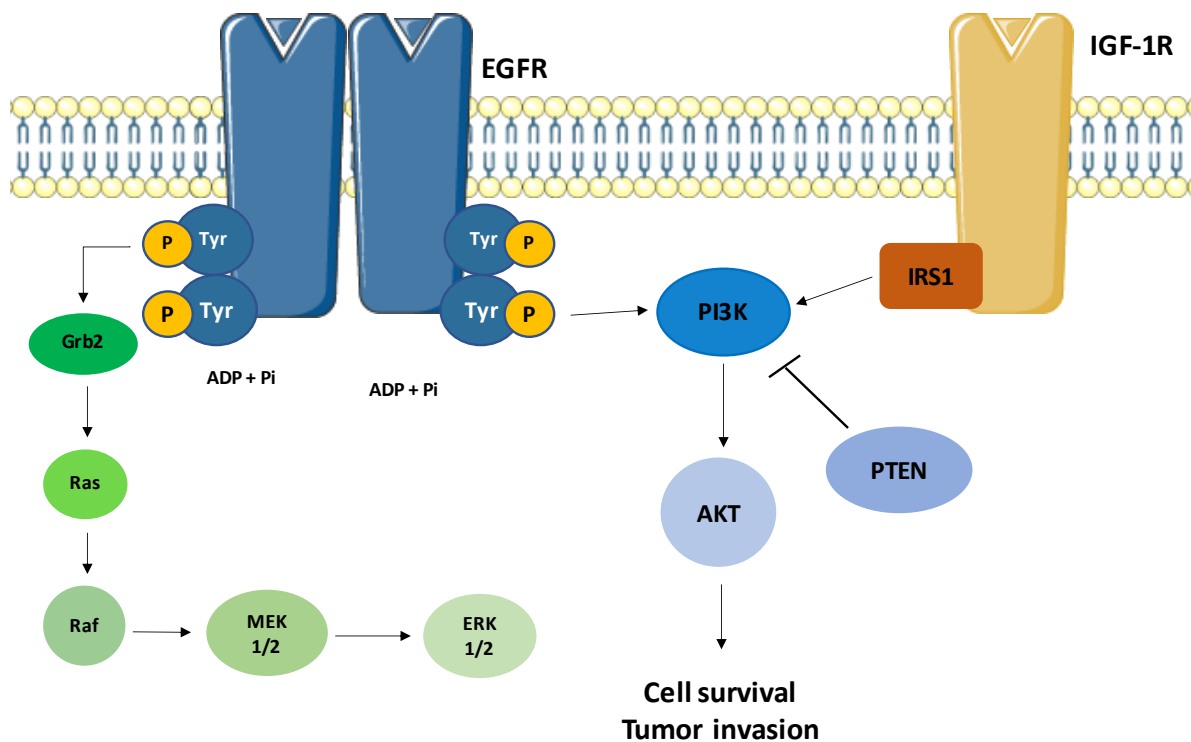 EGFR
IGF-1R
P
Tyr
Tyr
P
P
Tyr
Tyr
P
IRS1
PI3K
Grb2
ADP + Pi
ADP + Pi
PTEN
Ras
AKT
Raf
MEK
1/2
ERK
1/2
Cell survival
Tumor invasion